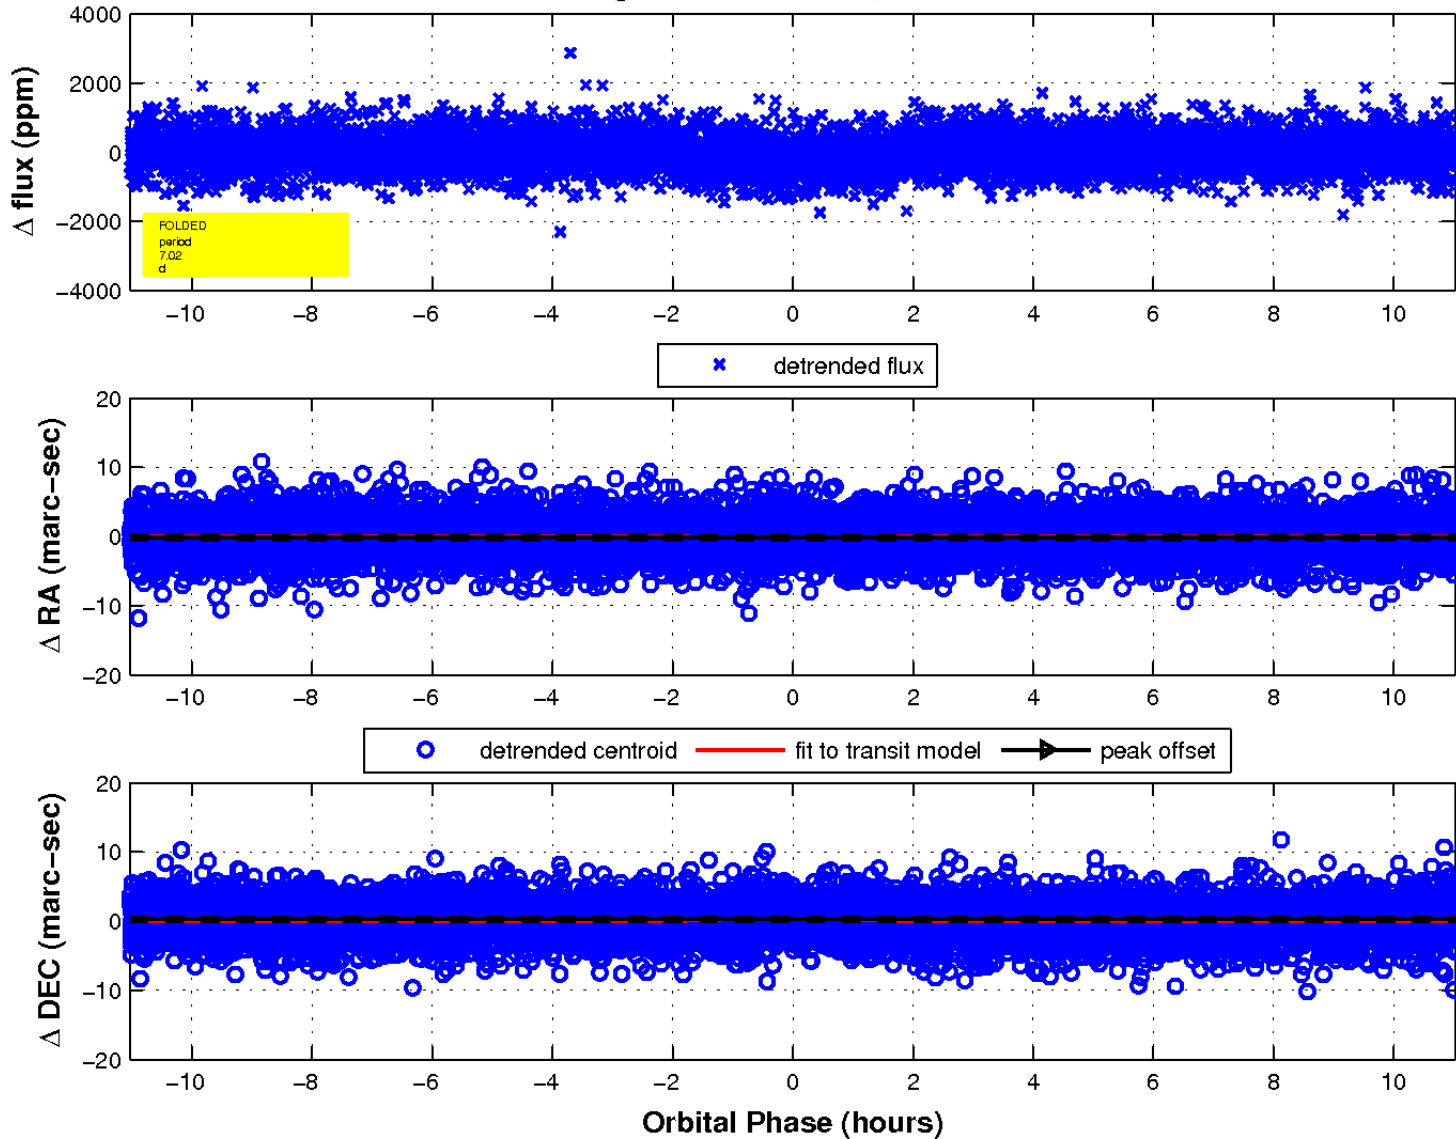 4000
2000
0
−2000
−4000
Δ flux (ppm)
FOLDED
period
7.02
d
−10 −8 −6 −4 −2 0 2 4 6 8 10
detrended flux
20
10
0
−10
−20
Δ RA (marc−sec)
−10 −8 −6 −4 −2 0 2 4 6 8 10
detrended centroid fit to transit model peak offset
20
10
0
−10
−20
Δ DEC (marc−sec)
−10 −8 −6 −4 −2 0 2 4 6 8 10
Orbital Phase (hours)